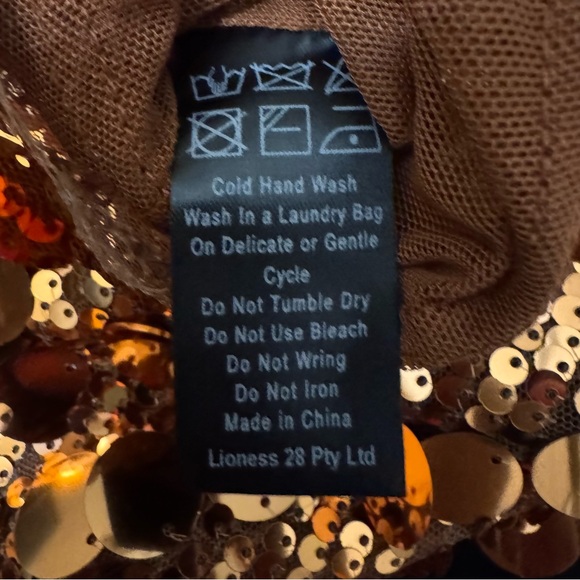 Cold Hand Wash
Wash In a Laundry Bag
On Delicate or Gentle
Cycle
Do Not Tumble Dry
Do Not Use Bleach
Do Not Wring
Do Not Iron
Made in China
Lioness 28 Pty Ltd